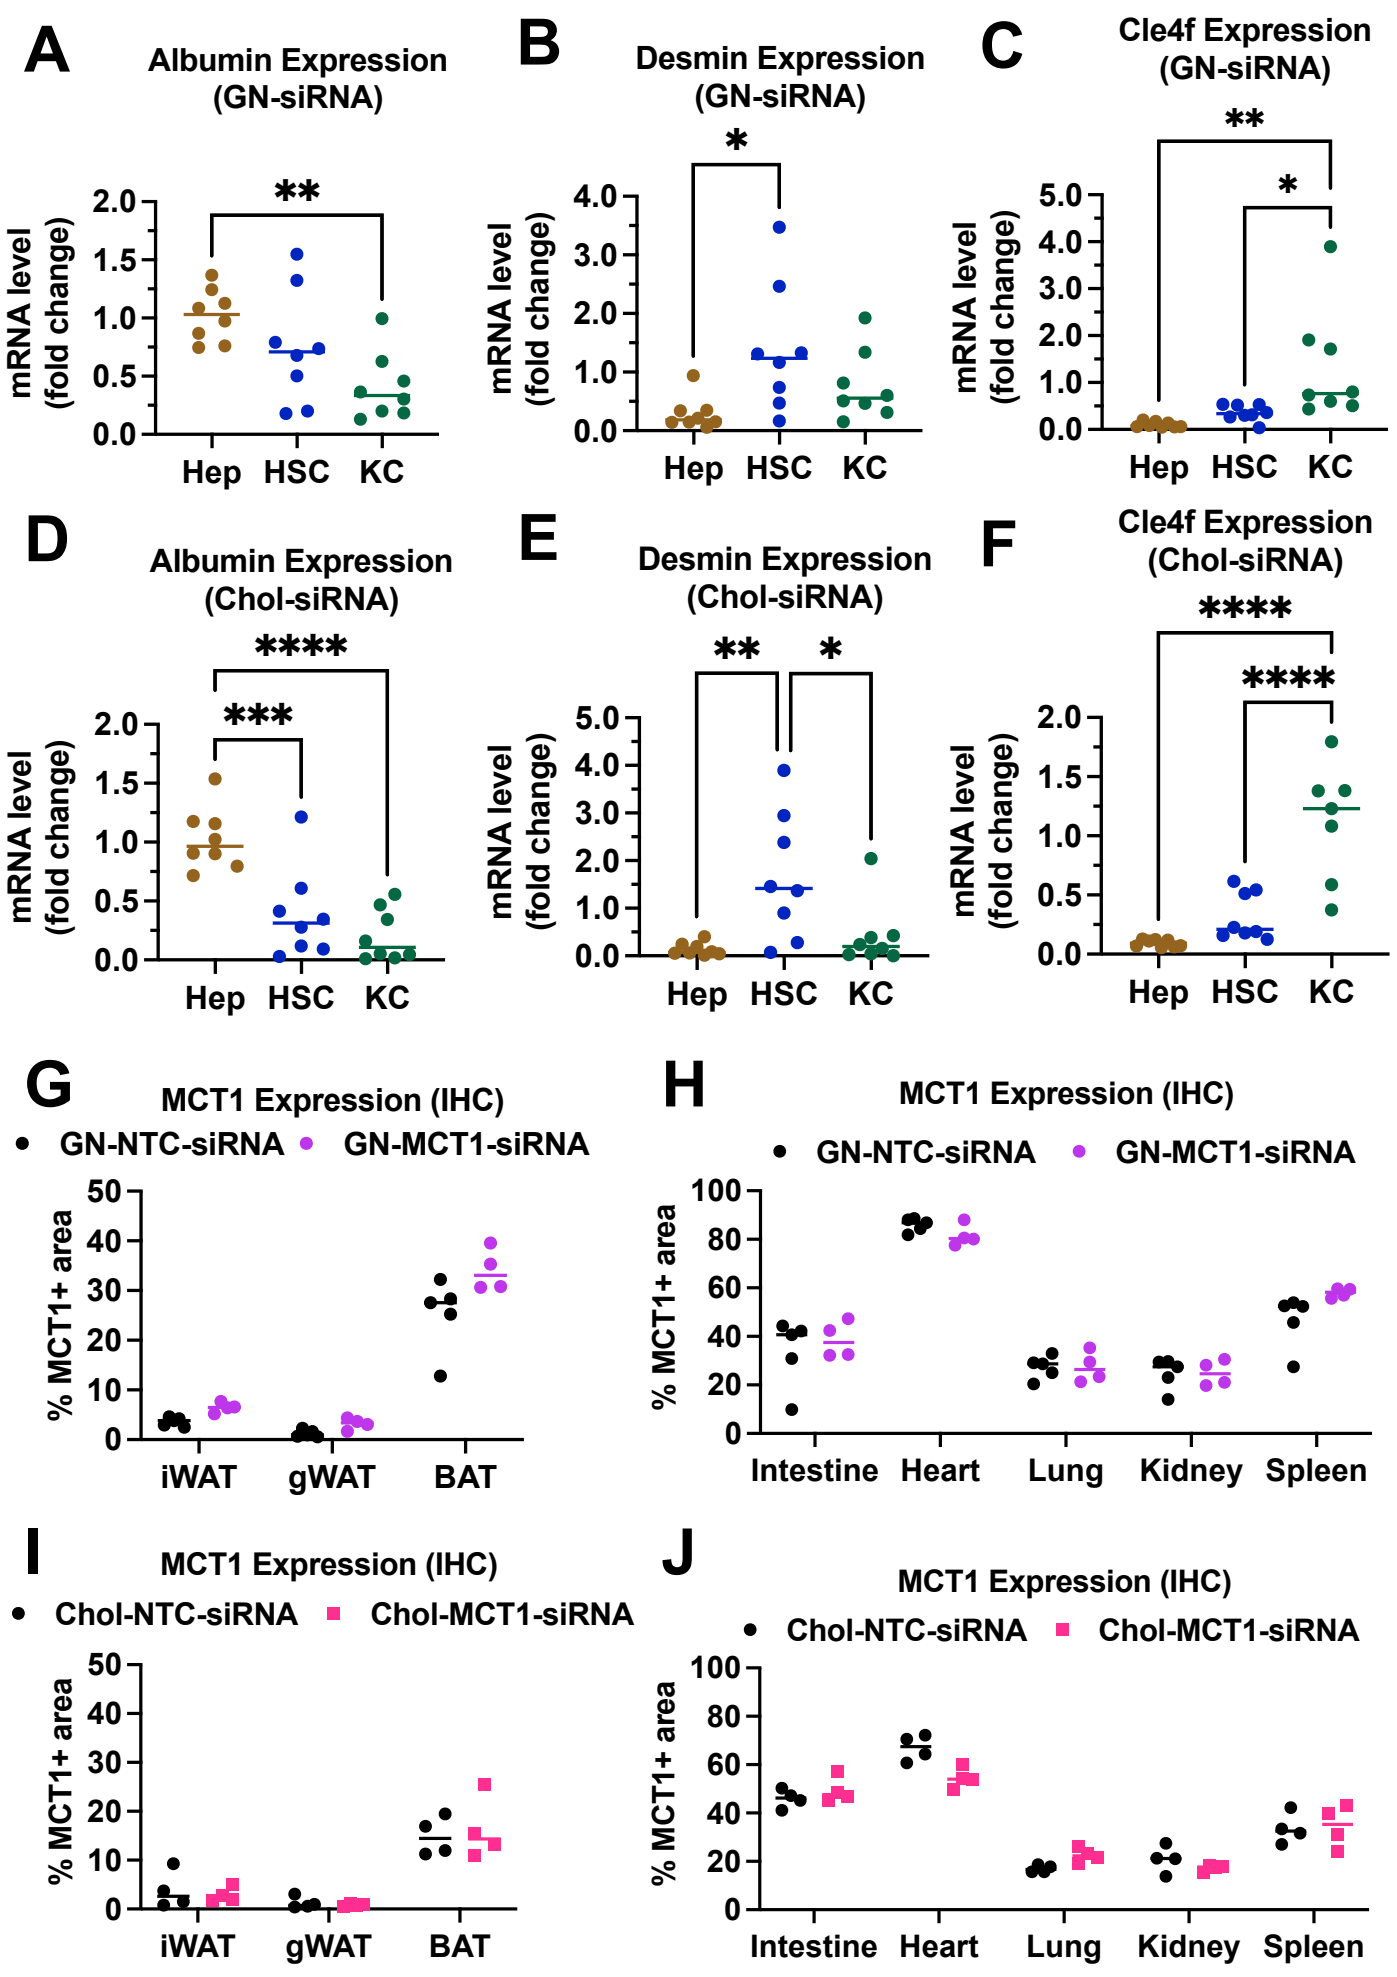 A
Albumin Expression
(GN-siRNA)
**
mRNA level
(fold change)
2.0
1.5
1.0
0.5
0.0
Hep HSC KC
B
Desmin Expression
(GN-siRNA)
*
mRNA level
(fold change)
4.0
3.0
2.0
1.0
0.0
Hep HSC KC
C
Cle4f Expression
(GN-siRNA)
**
*
mRNA level
(fold change)
5.0
4.0
3.0
2.0
1.0
0.0
Hep HSC KC
D
Albumin Expression
(Chol-siRNA)
****
***
mRNA level
(fold change)
2.0
1.5
1.0
0.5
0.0
Hep HSC KC
E
Desmin Expression
(Chol-siRNA)
** *
mRNA level
(fold change)
5.0
4.0
3.0
2.0
1.0
0.0
Hep HSC KC
F
Cle4f Expression
(Chol-siRNA)
****
****
mRNA level
(fold change)
2.0
1.5
1.0
0.5
0.0
Hep HSC KC
G
MCT1 Expression (IHC)
GN-NTC-siRNA GN-MCT1-siRNA
% MCT1+ area
50
40
30
20
10
0
iWAT gWAT BAT
H
MCT1 Expression (IHC)
GN-NTC-siRNA GN-MCT1-siRNA
% MCT1+ area
100
80
60
40
20
0
Intestine Heart Lung Kidney Spleen
I
MCT1 Expression (IHC)
Chol-NTC-siRNA Chol-MCT1-siRNA
% MCT1+ area
50
40
30
20
10
0
iWAT gWAT BAT
J
MCT1 Expression (IHC)
Chol-NTC-siRNA Chol-MCT1-siRNA
% MCT1+ area
100
80
60
40
20
0
Intestine Heart Lung Kidney Spleen